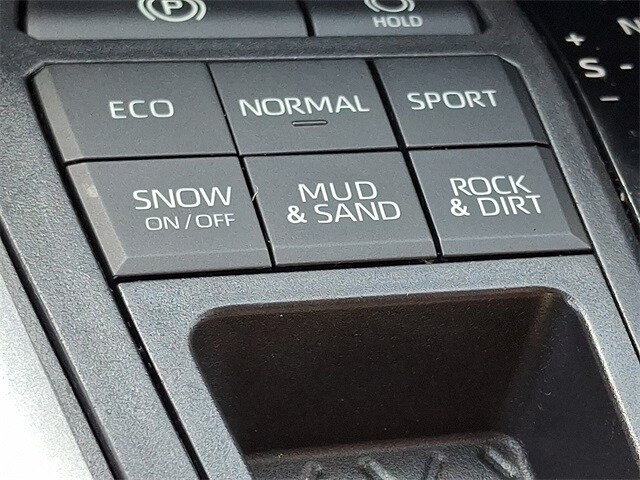 P
HOLD
ECO
NORMAL
SPORT
SNOW
ON / OFF
MUD
& SAND
ROCK
& DIRT
+
S
–
N
-